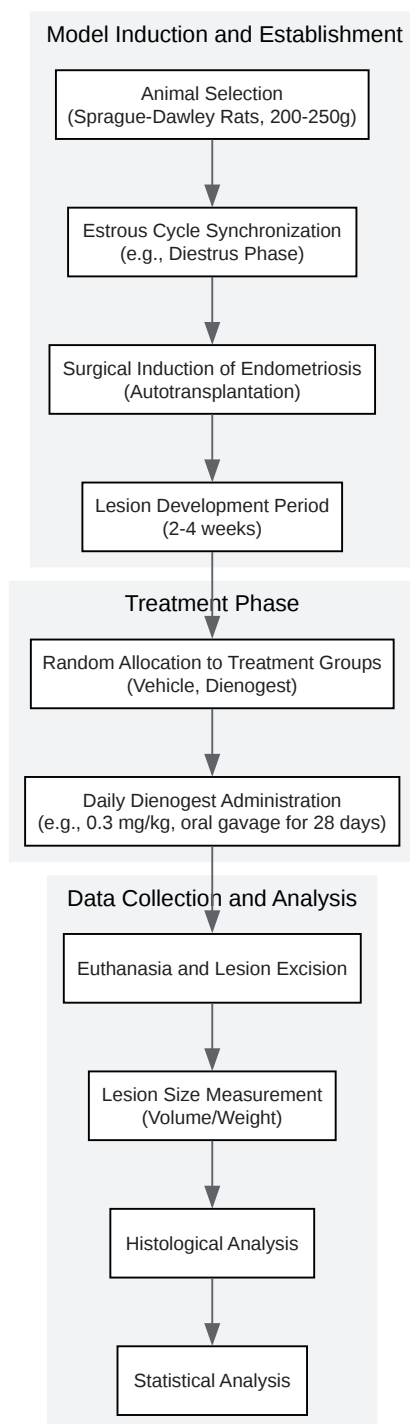 Model Induction and Establishment
Animal Selection
(Sprague-Dawley Rats, 200-250g)
Estrous Cycle Synchronization
(e.g., Diestrus Phase)
Surgical Induction of Endometriosis
(Autotransplantation)
Lesion Development Period
(2-4 weeks)
Treatment Phase
Random Allocation to Treatment Groups
(Vehicle, Dienogest)
Daily Dienogest Administration
(e.g., 0.3 mg/kg, oral gavage for 28 days)
Data Collection and Analysis
Euthanasia and Lesion Excision
Lesion Size Measurement
(Volume/Weight)
Histological Analysis
Statistical Analysis